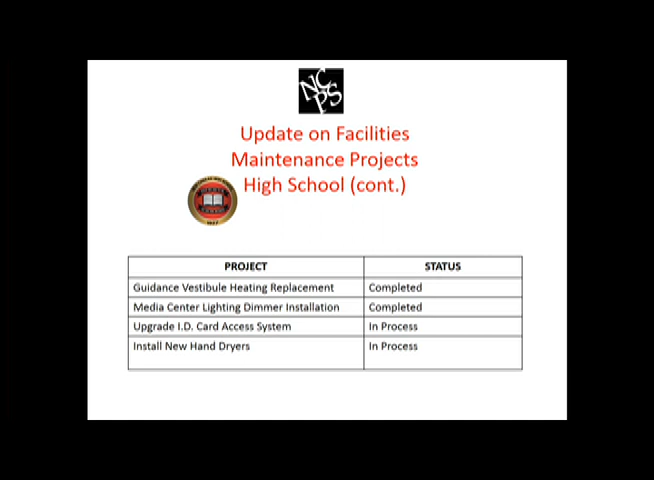 NCPS
Update on Facilities
Maintenance Projects
High School (cont.)
PROJECT STATUS
Guidance Vestibule Heating Replacement Completed
Media Center Lighting Dimmer Installation Completed
Upgrade I.D. Card Access System In Process
Install New Hand Dryers In Process